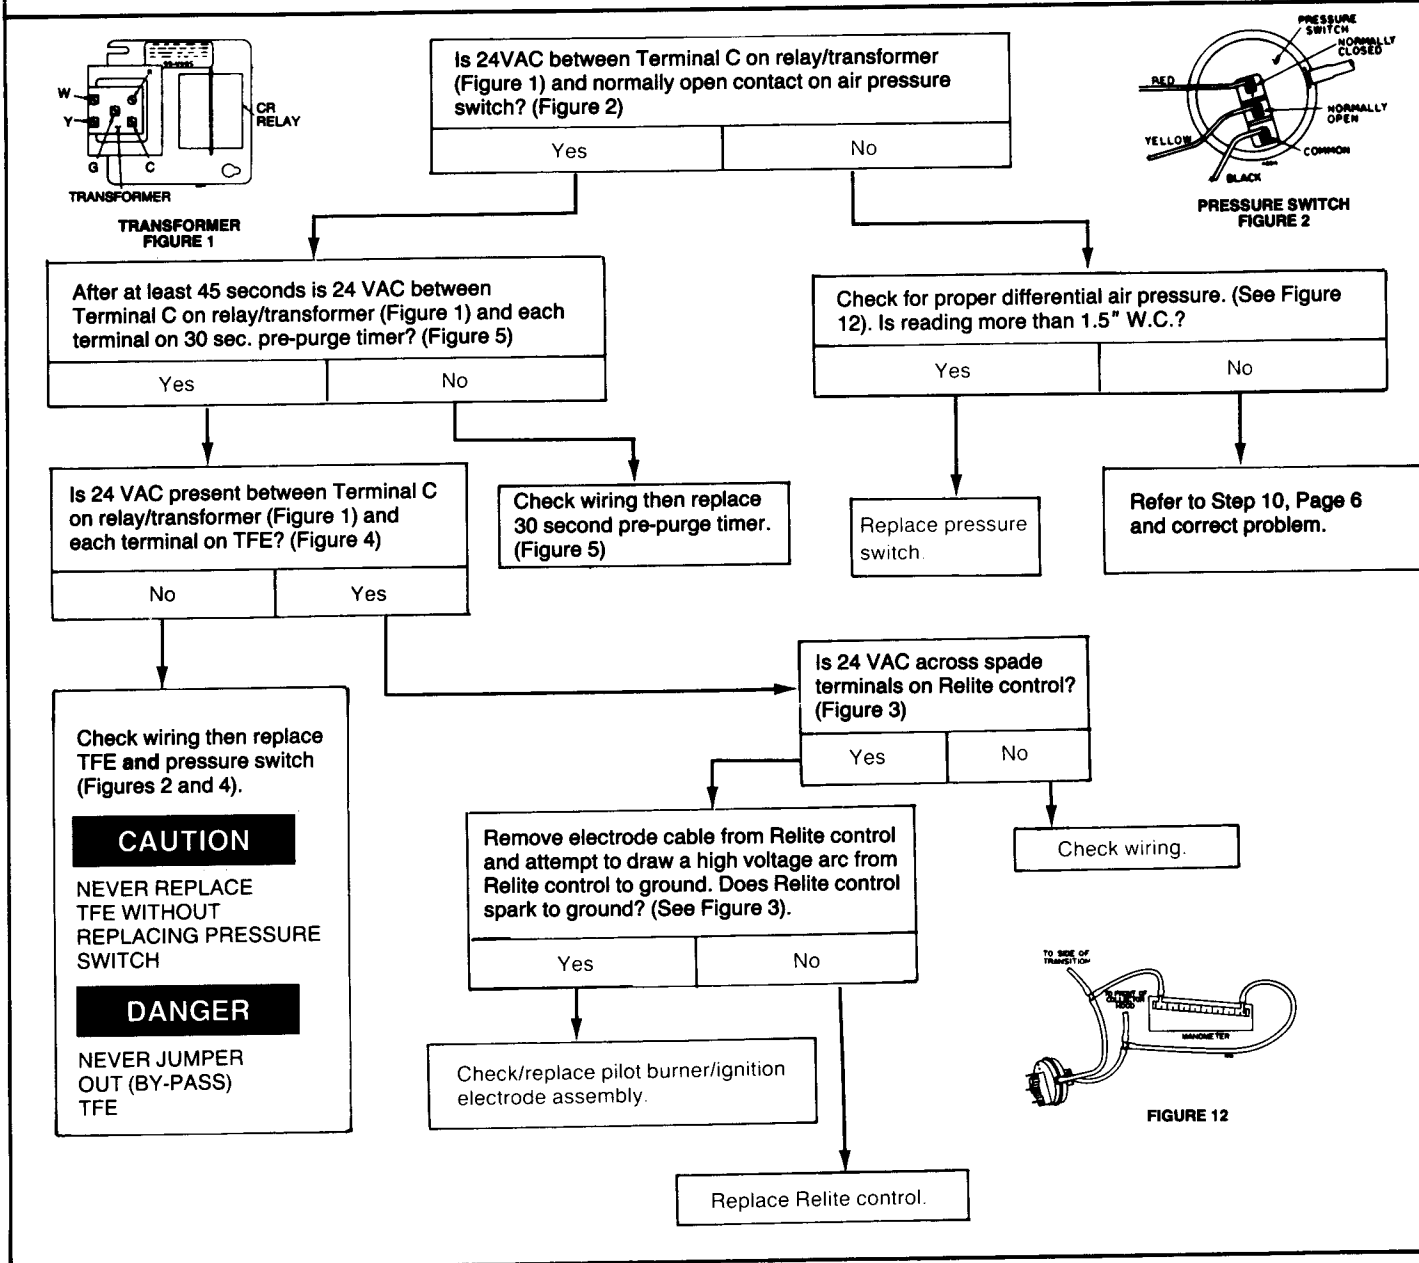 Is 24VAC between Terminal C on relay/transformer
(Figure 1) and normally open contact on air pressure
switch? (Figure 2)
Yes
No
W
Y
G
C
CR
RELAY
TRANSFORMER
TRANSFORMER
FIGURE 1
PRESSURE
SWITCH
NORMALLY
CLOSED
RED
NORMALLY
OPEN
YELLOW
COMMON
BLACK
PRESSURE SWITCH
FIGURE 2
After at least 45 seconds is 24 VAC between
Terminal C on relay/transformer (Figure 1) and each
terminal on 30 sec. pre-purge timer? (Figure 5)
Yes
No
Check for proper differential air pressure. (See Figure
12). Is reading more than 1.5" W.C.?
Yes
No
Is 24 VAC present between Terminal C
on relay/transformer (Figure 1) and
each terminal on TFE? (Figure 4)
No
Yes
Check wiring then replace
30 second pre-purge timer.
(Figure 5)
Replace pressure
switch.
Refer to Step 10, Page 6
and correct problem.
Is 24 VAC across spade
terminals on Relite control?
(Figure 3)
Yes
No
Check wiring then replace
TFE and pressure switch
(Figures 2 and 4).
CAUTION
NEVER REPLACE
TFE WITHOUT
REPLACING PRESSURE
SWITCH
DANGER
NEVER JUMPER
OUT (BY-PASS)
TFE
Remove electrode cable from Relite control
and attempt to draw a high voltage arc from
Relite control to ground. Does Relite control
spark to ground? (See Figure 3).
Yes
No
Check wiring.
Check/replace pilot burner/ignition
electrode assembly.
Replace Relite control.
TO SIDE OF
TRANSITION
TO FRONT OF
COLLECTOR
HOOD
MANOMETER
FIGURE 12